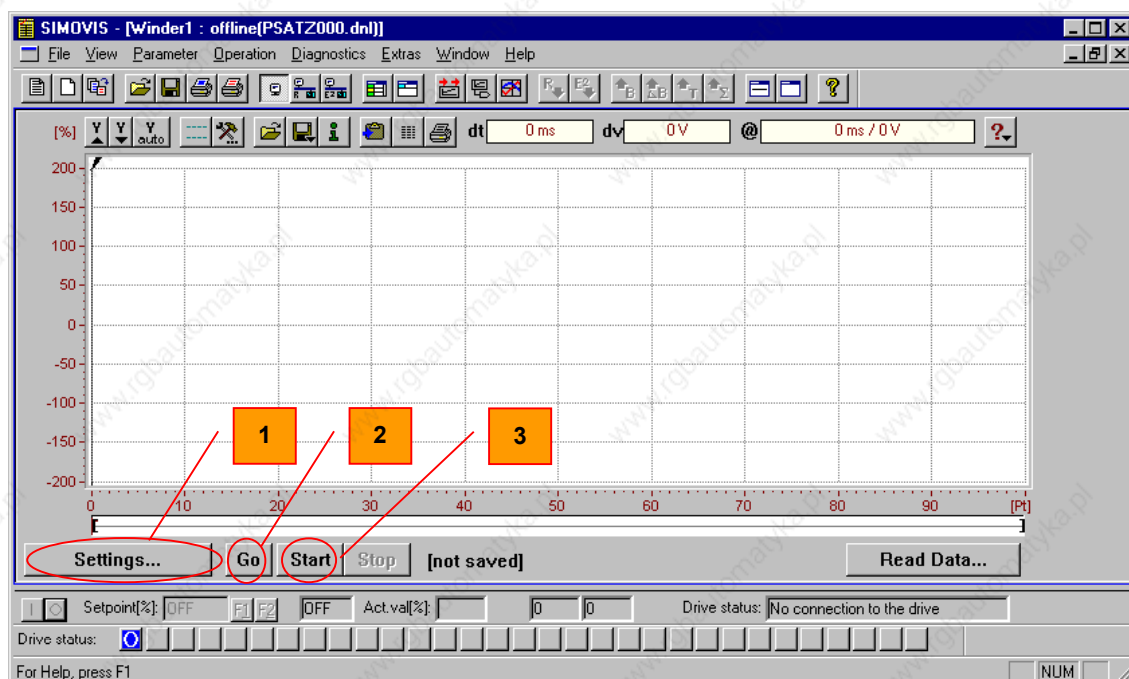 SIMOVIS - [Winder1 : offline(PSATZ000.dnl)]
File View Parameter Operation Diagnostics Extras Window Help
[%] Y Y Y auto dt 0 ms dv 0 V @ 0 ms / 0 V ?
200
150
100
50
0
-50
-100
-150
-200
1 2 3
0 10 20 30 40 50 60 70 80 90 [Pt]
Settings... Go Start Stop [not saved] Read Data...
Setpoint[%]: OFF F1 F2 OFF Act.val[%]: 0 0 Drive status: No connection to the drive
Drive status: O
For Help, press F1 NUM
www.rgbautomatyka.pl